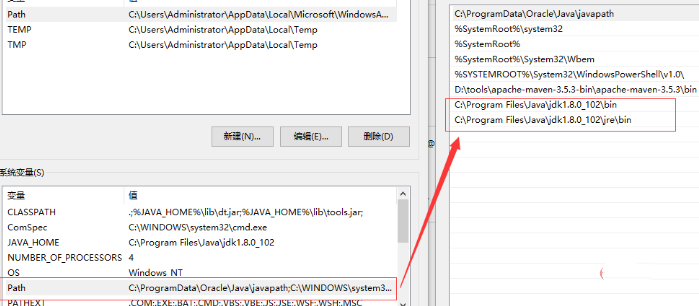 Path C:\Users\Administrator\AppData\Local\Microsoft\WindowsA...
TEMP C:\Users\Administrator\AppData\Local\Temp
TMP C:\Users\Administrator\AppData\Local\Temp
新建(N)... 编辑(E)... 删除(D)
系统变量(S)
变量 值
CLASSPATH .;%JAVA_HOME%\lib\dt.jar;%JAVA_HOME%\lib\tools.jar;
ComSpec C:\WINDOWS\system32\cmd.exe
JAVA_HOME C:\Program Files\Java\jdk1.8.0_102
NUMBER_OF_PROCESSORS 4
OS Windows_NT
Path C:\ProgramData\Oracle\Java\javapath;C:\WINDOWS\system3...
PATHEXT .COM;.EXE;.BAT;.CMD;.VBS;.VBE;.JS;.JSE;.WSF;.WSH;.MSC
C:\ProgramData\Oracle\Java\javapath
%SystemRoot%\system32
%SystemRoot%
%SystemRoot%\System32\Wbem
%SYSTEMROOT%\System32\WindowsPowerShell\v1.0\
D:\tools\apache-maven-3.5.3-bin\apache-maven-3.5.3\bin
C:\Program Files\Java\jdk1.8.0_102\bin
C:\Program Files\Java\jdk1.8.0_102\jre\bin
@